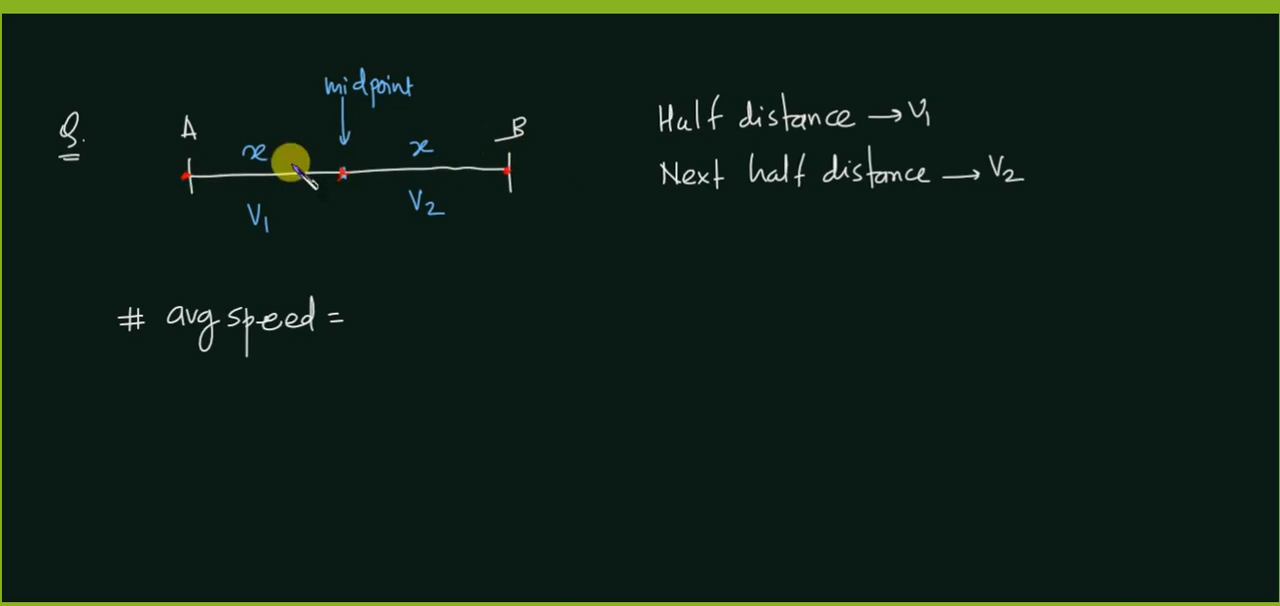 midpoint
Q.
A
B
x
x
V₁
V₂
Half distance → V₁
Next half distance → V₂
# avg speed =